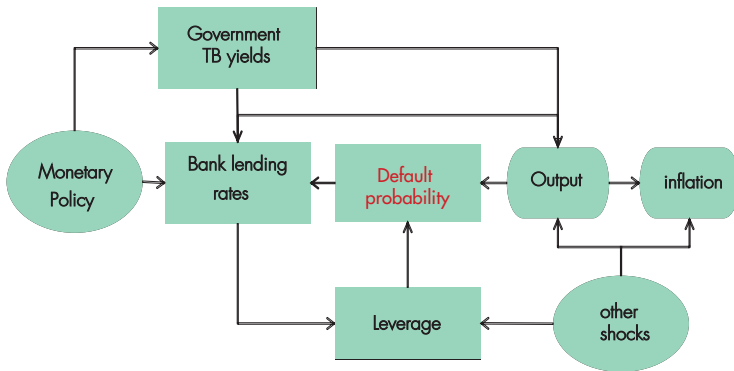 Government
TB yields
Monetary
Policy
Bank lending
rates
Default
probability
Output
inflation
Leverage
other
shocks